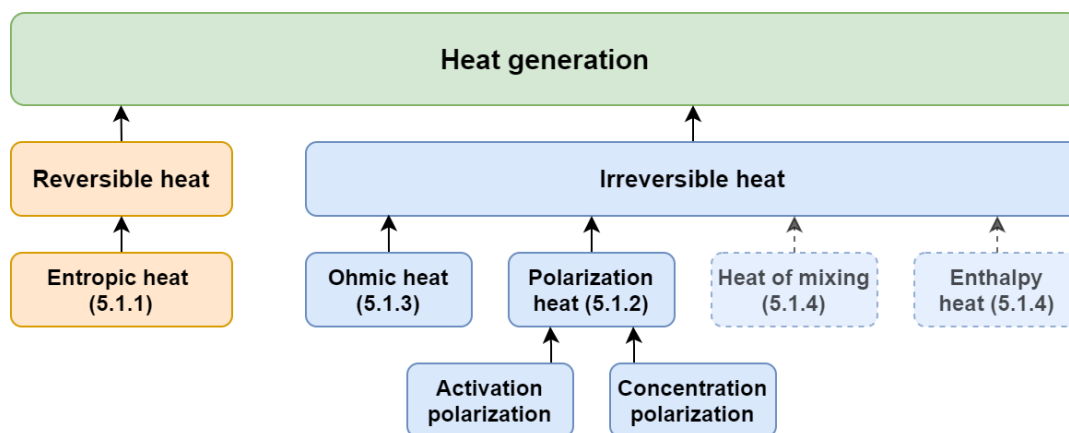 Heat generation
Reversible heat
Irreversible heat
Entropic heat
(5.1.1)
Ohmic heat
(5.1.3)
Polarization
heat (5.1.2)
Heat of mixing
(5.1.4)
Enthalpy
heat (5.1.4)
Activation
polarization
Concentration
polarization